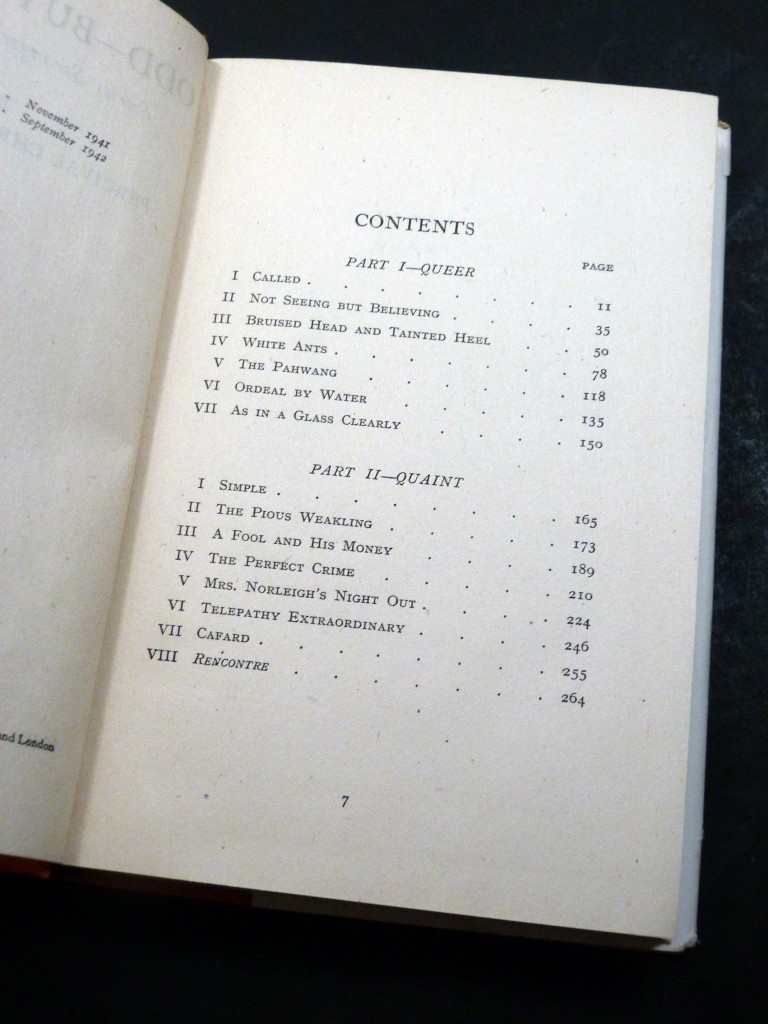 November 1941
September 1942
and London
CONTENTS
PART I—QUEER PAGE
I CALLED . . . . . . . . 11
II NOT SEEING BUT BELIEVING . . . . 35
III BRUISED HEAD AND TAINTED HEEL . . 50
IV WHITE ANTS . . . . . . . 78
V THE PAHWANG . . . . . . 118
VI ORDEAL BY WATER . . . . . 135
VII AS IN A GLASS CLEARLY . . . . 150
PART II—QUAINT
I SIMPLE . . . . . . . . 165
II THE PIOUS WEAKLING . . . . . 173
III A FOOL AND HIS MONEY . . . . 189
IV THE PERFECT CRIME . . . . . 210
V MRS. NORLEIGH'S NIGHT OUT . . . . 224
VI TELEPATHY EXTRAORDINARY . . . . 246
VII CAFARD . . . . . . . . 255
VIII RENCONTRE . . . . . . . 264
7